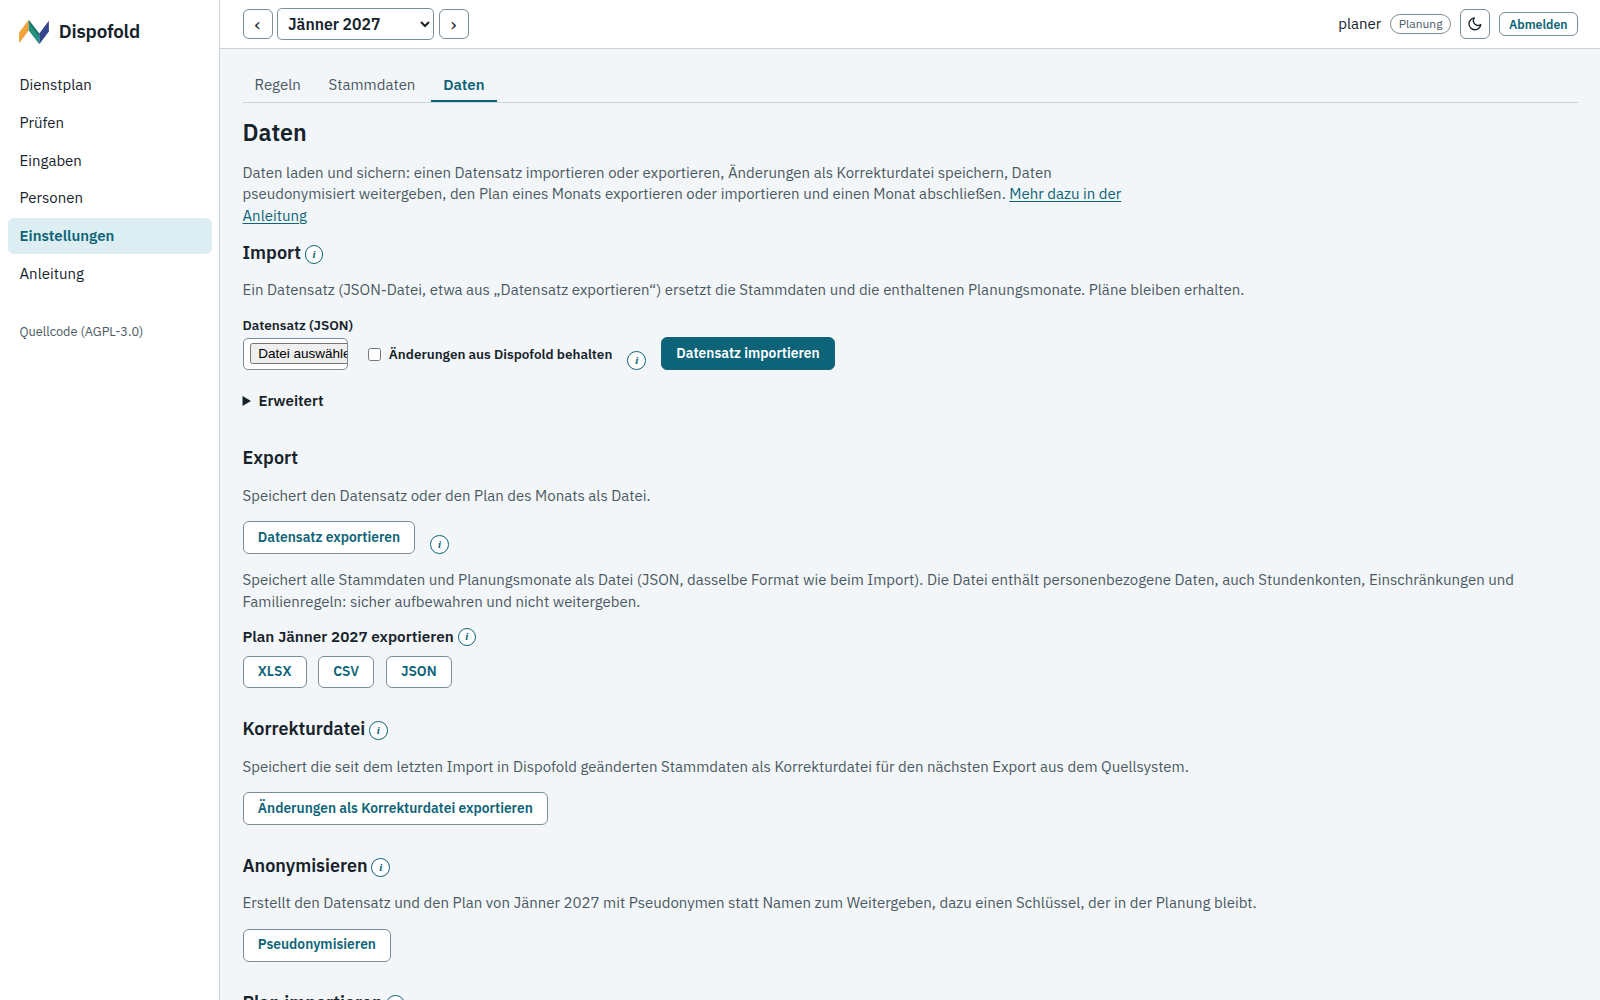 Dispofold
Dienstplan
Prüfen
Eingaben
Personen
Einstellungen
Anleitung
Quellcode (AGPL-3.0)
‹ Jänner 2027 ›
planer Planung Abmelden
Regeln Stammdaten Daten
Daten
Daten laden und sichern: einen Datensatz importieren oder exportieren, Änderungen als Korrekturdatei speichern, Daten
pseudonymisiert weitergeben, den Plan eines Monats exportieren oder importieren und einen Monat abschließen. Mehr dazu in der
Anleitung
Import i
Ein Datensatz (JSON-Datei, etwa aus „Datensatz exportieren“) ersetzt die Stammdaten und die enthaltenen Planungsmonate. Pläne bleiben erhalten.
Datensatz (JSON)
Datei auswähle Änderungen aus Dispofold behalten i Datensatz importieren
Erweitert
Export
Speichert den Datensatz oder den Plan des Monats als Datei.
Datensatz exportieren i
Speichert alle Stammdaten und Planungsmonate als Datei (JSON, dasselbe Format wie beim Import). Die Datei enthält personenbezogene Daten, auch Stundenkonten, Einschränkungen und
Familienregeln: sicher aufbewahren und nicht weitergeben.
Plan Jänner 2027 exportieren i
XLSX CSV JSON
Korrekturdatei i
Speichert die seit dem letzten Import in Dispofold geänderten Stammdaten als Korrekturdatei für den nächsten Export aus dem Quellsystem.
Änderungen als Korrekturdatei exportieren
Anonymisieren i
Erstellt den Datensatz und den Plan von Jänner 2027 mit Pseudonymen statt Namen zum Weitergeben, dazu einen Schlüssel, der in der Planung bleibt.
Pseudonymisieren
Plan importieren